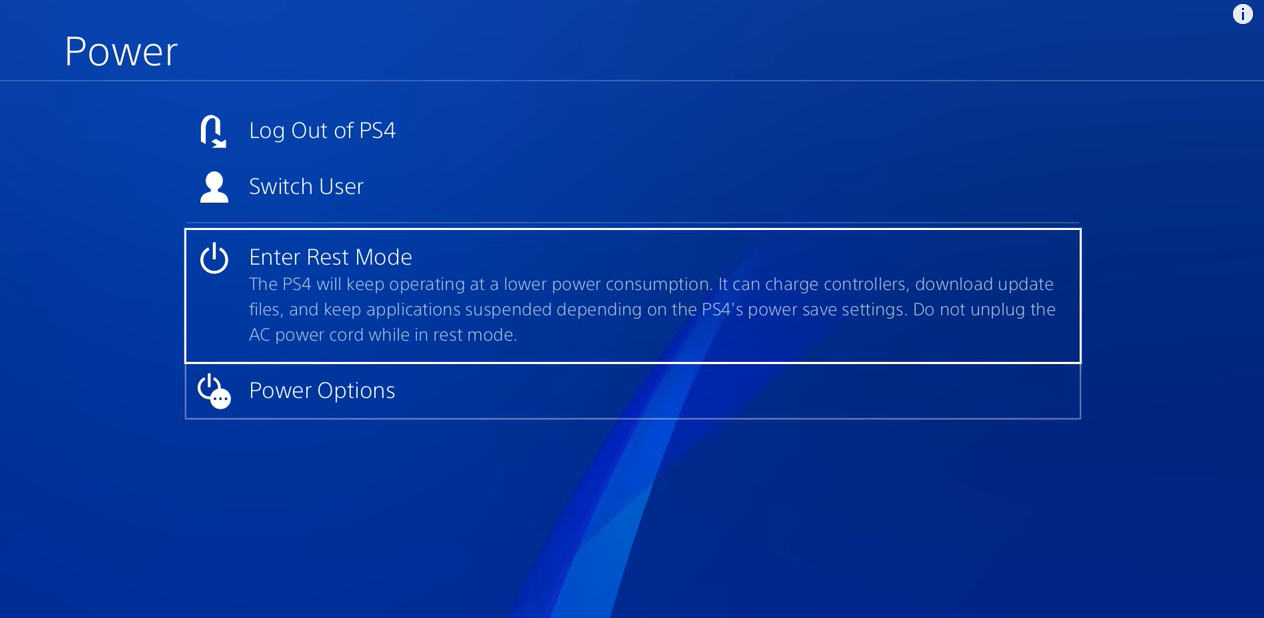 Power
Log Out of PS4
Switch User
Enter Rest Mode
The PS4 will keep operating at a lower power consumption. It can charge controllers, download update
files, and keep applications suspended depending on the PS4's power save settings. Do not unplug the
AC power cord while in rest mode.
Power Options